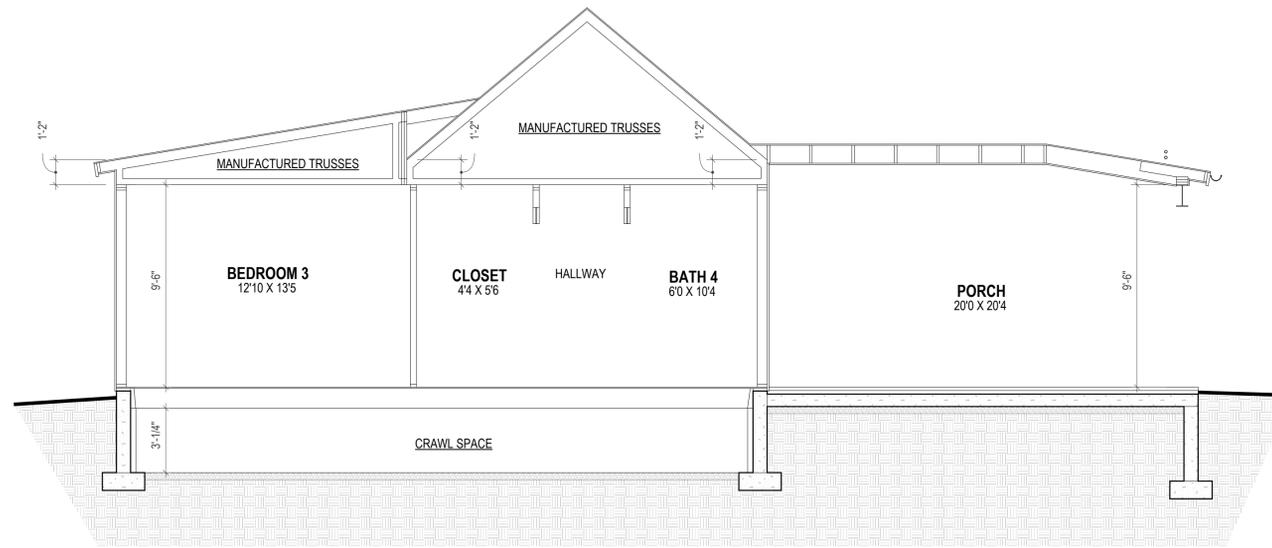 1'-2"
MANUFACTURED TRUSSES
1'-2"
MANUFACTURED TRUSSES
1'-2"
9'-6"
BEDROOM 3
12'10 X 13'5
CLOSET
4'4 X 5'6
HALLWAY
BATH 4
6'0 X 10'4
PORCH
20'0 X 20'4
9'-6"
3'-1/4"
CRAWL SPACE